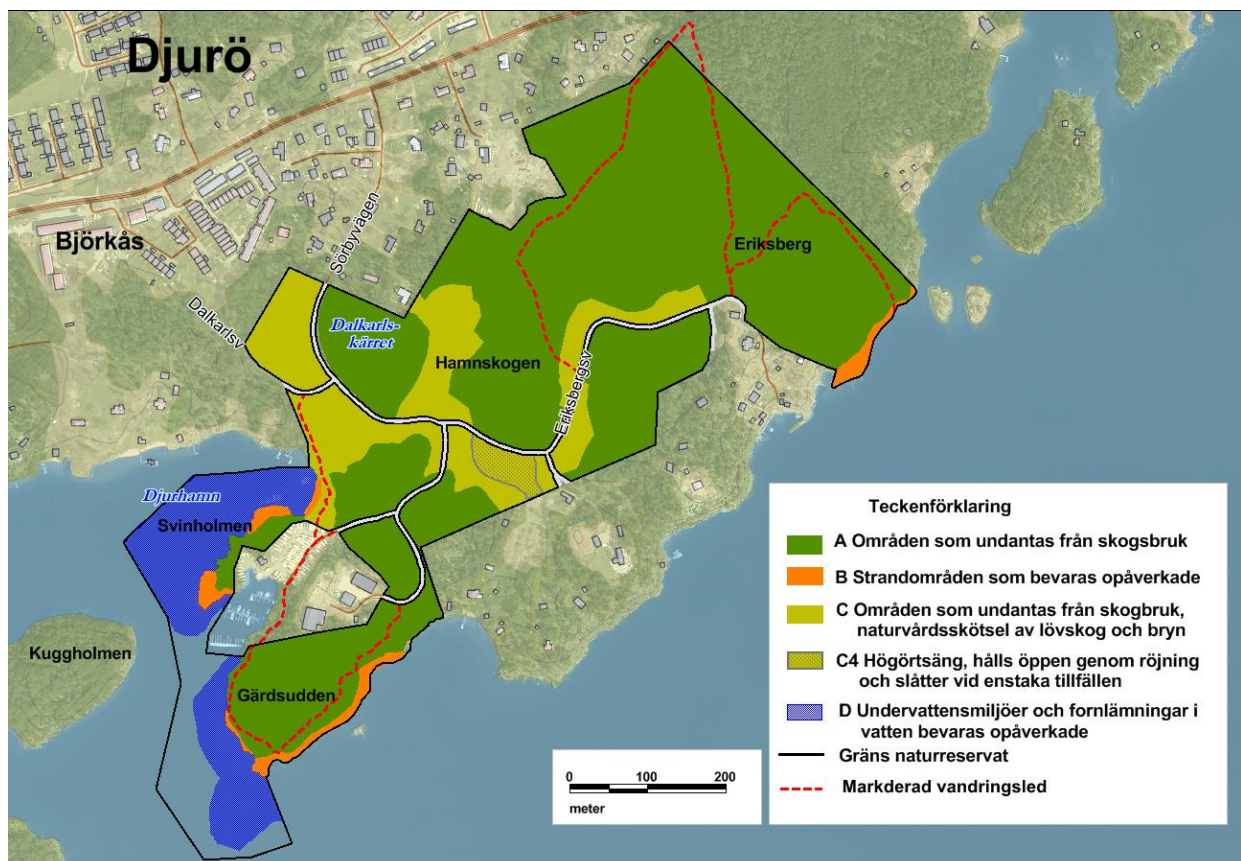 Djurö
Björkås
Sörbyvägen
Dalkarlsv
Dalkarls-
kärret
Hamnskogen
Eriksberg
Eriksbergsv
Djurhamn
Svinholmen
Kuggholmen
Gärdsudden
0 100 200
meter
Teckenförklaring
A Områden som undantas från skogsbruk
B Strandområden som bevaras opåverkade
C Områden som undantas från skogbruk,
naturvårdsskötsel av lövskog och bryn
C4 Högörtsäng, hålls öppen genom röjning
och slåtter vid enstaka tillfällen
D Undervattensmiljöer och fornlämningar i
vatten bevaras opåverkade
Gräns naturreservat
Markderad vandringsled